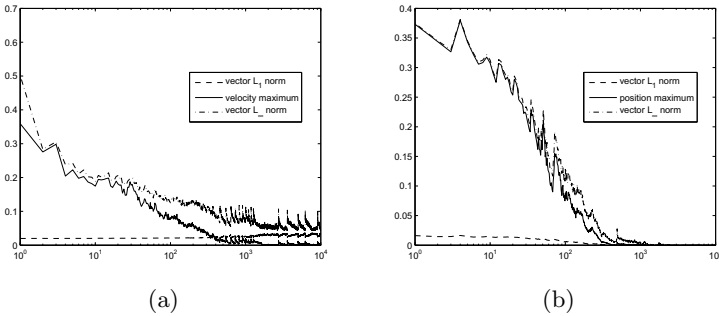 0.7
0.6
0.5
0.4
0.3
0.2
0.1
0
10^0 10^1 10^2 10^3 10^4
vector L_1 norm
velocity maximum
vector L_∞ norm
(a)
0.4
0.35
0.3
0.25
0.2
0.15
0.1
0.05
0
10^0 10^1 10^2 10^3 10
vector L_1 norm
position maximum
vector L_∞ norm
(b)